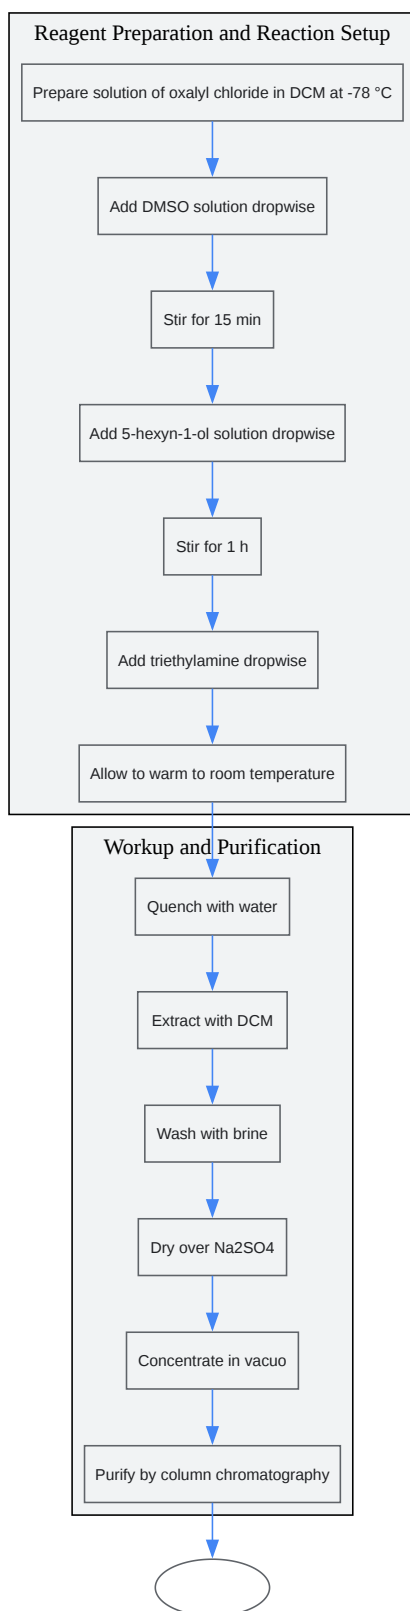 Reagent Preparation and Reaction Setup
Prepare solution of oxalyl chloride in DCM at -78 °C
Add DMSO solution dropwise
Stir for 15 min
Add 5-hexyn-1-ol solution dropwise
Stir for 1 h
Add triethylamine dropwise
Allow to warm to room temperature
Workup and Purification
Quench with water
Extract with DCM
Wash with brine
Dry over Na2SO4
Concentrate in vacuo
Purify by column chromatography